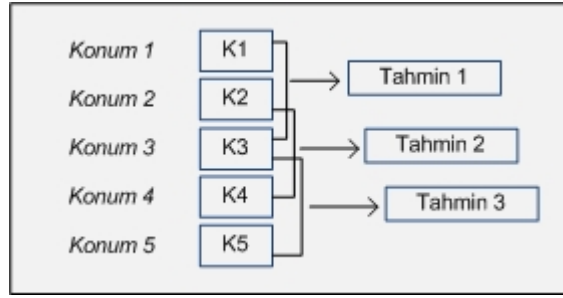 Konum 1 K1
Tahmin 1
Konum 2 K2
Konum 3 K3 Tahmin 2
Konum 4 K4 Tahmin 3
Konum 5 K5